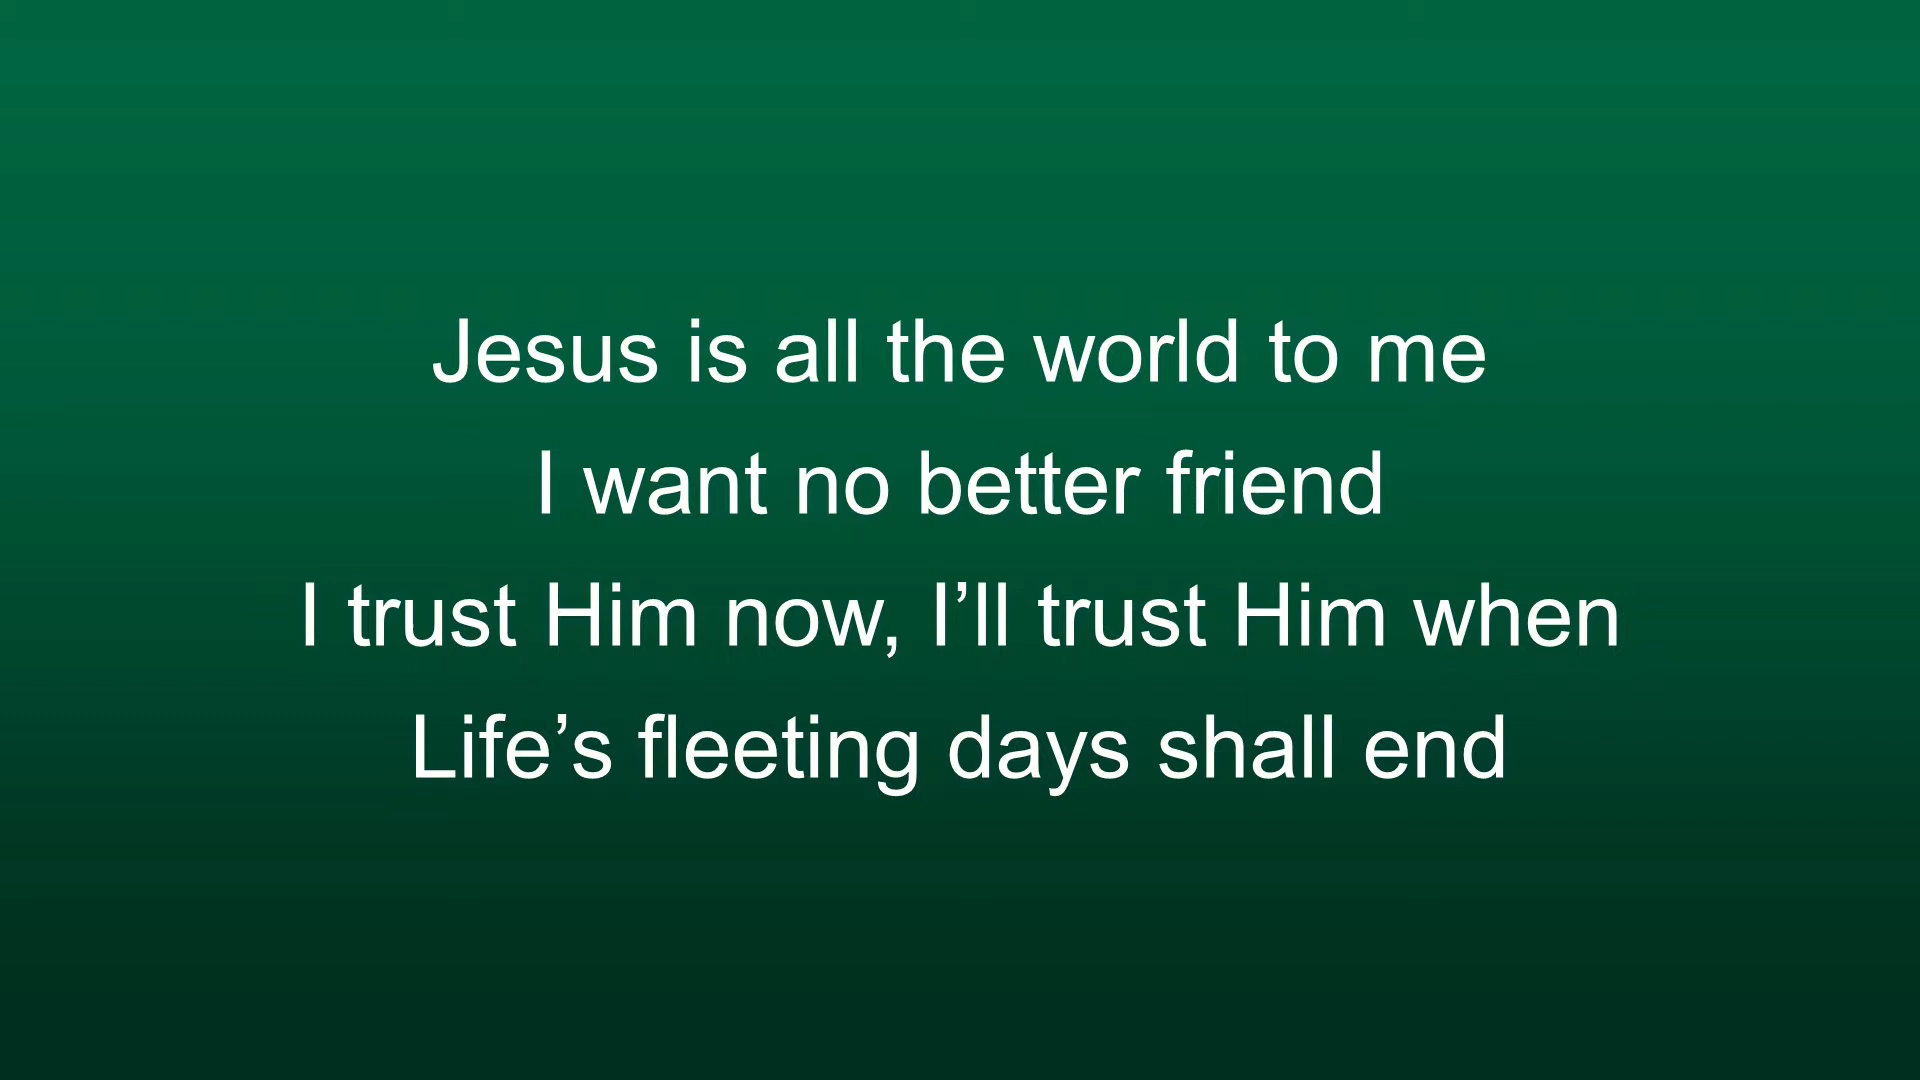 Jesus is all the world to me
I want no better friend
I trust Him now, I’ll trust Him when
Life’s fleeting days shall end